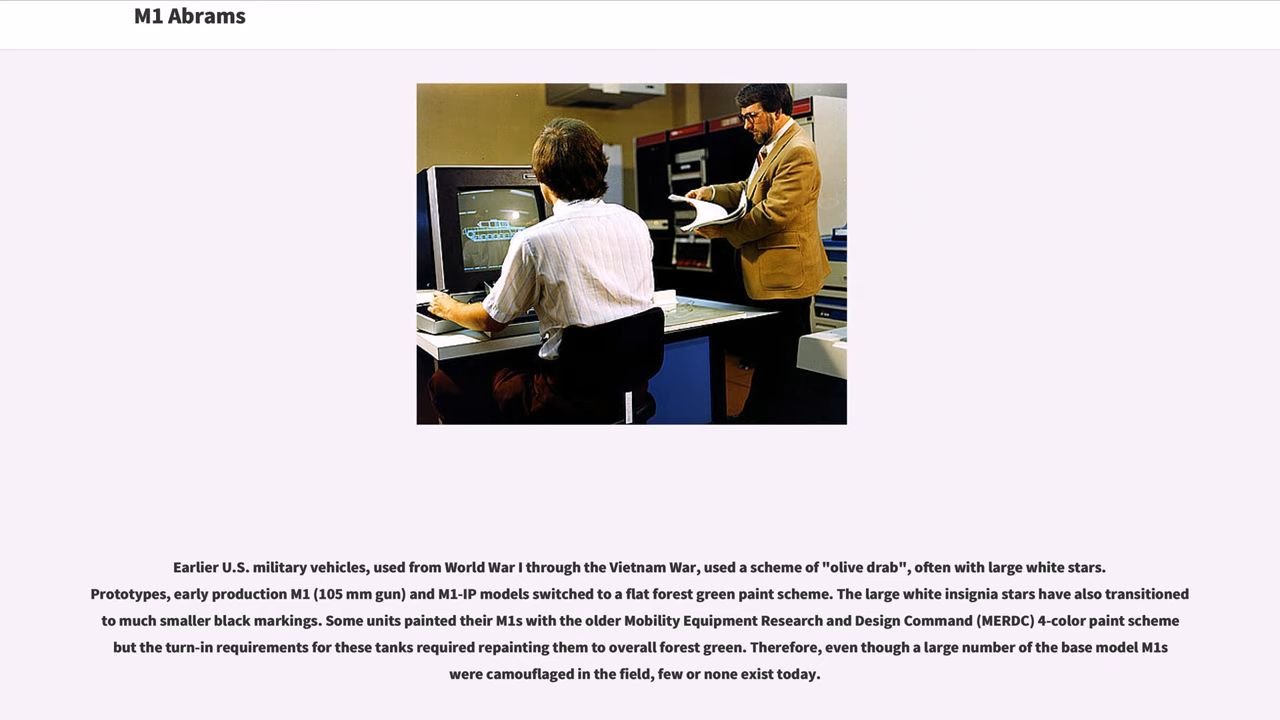 M1 Abrams
Earlier U.S. military vehicles, used from World War I through the Vietnam War, used a scheme of "olive drab", often with large white stars.
Prototypes, early production M1 (105 mm gun) and M1-IP models switched to a flat forest green paint scheme. The large white insignia stars have also transitioned
to much smaller black markings. Some units painted their M1s with the older Mobility Equipment Research and Design Command (MERDC) 4-color paint scheme
but the turn-in requirements for these tanks required repainting them to overall forest green. Therefore, even though a large number of the base model M1s
were camouflaged in the field, few or none exist today.